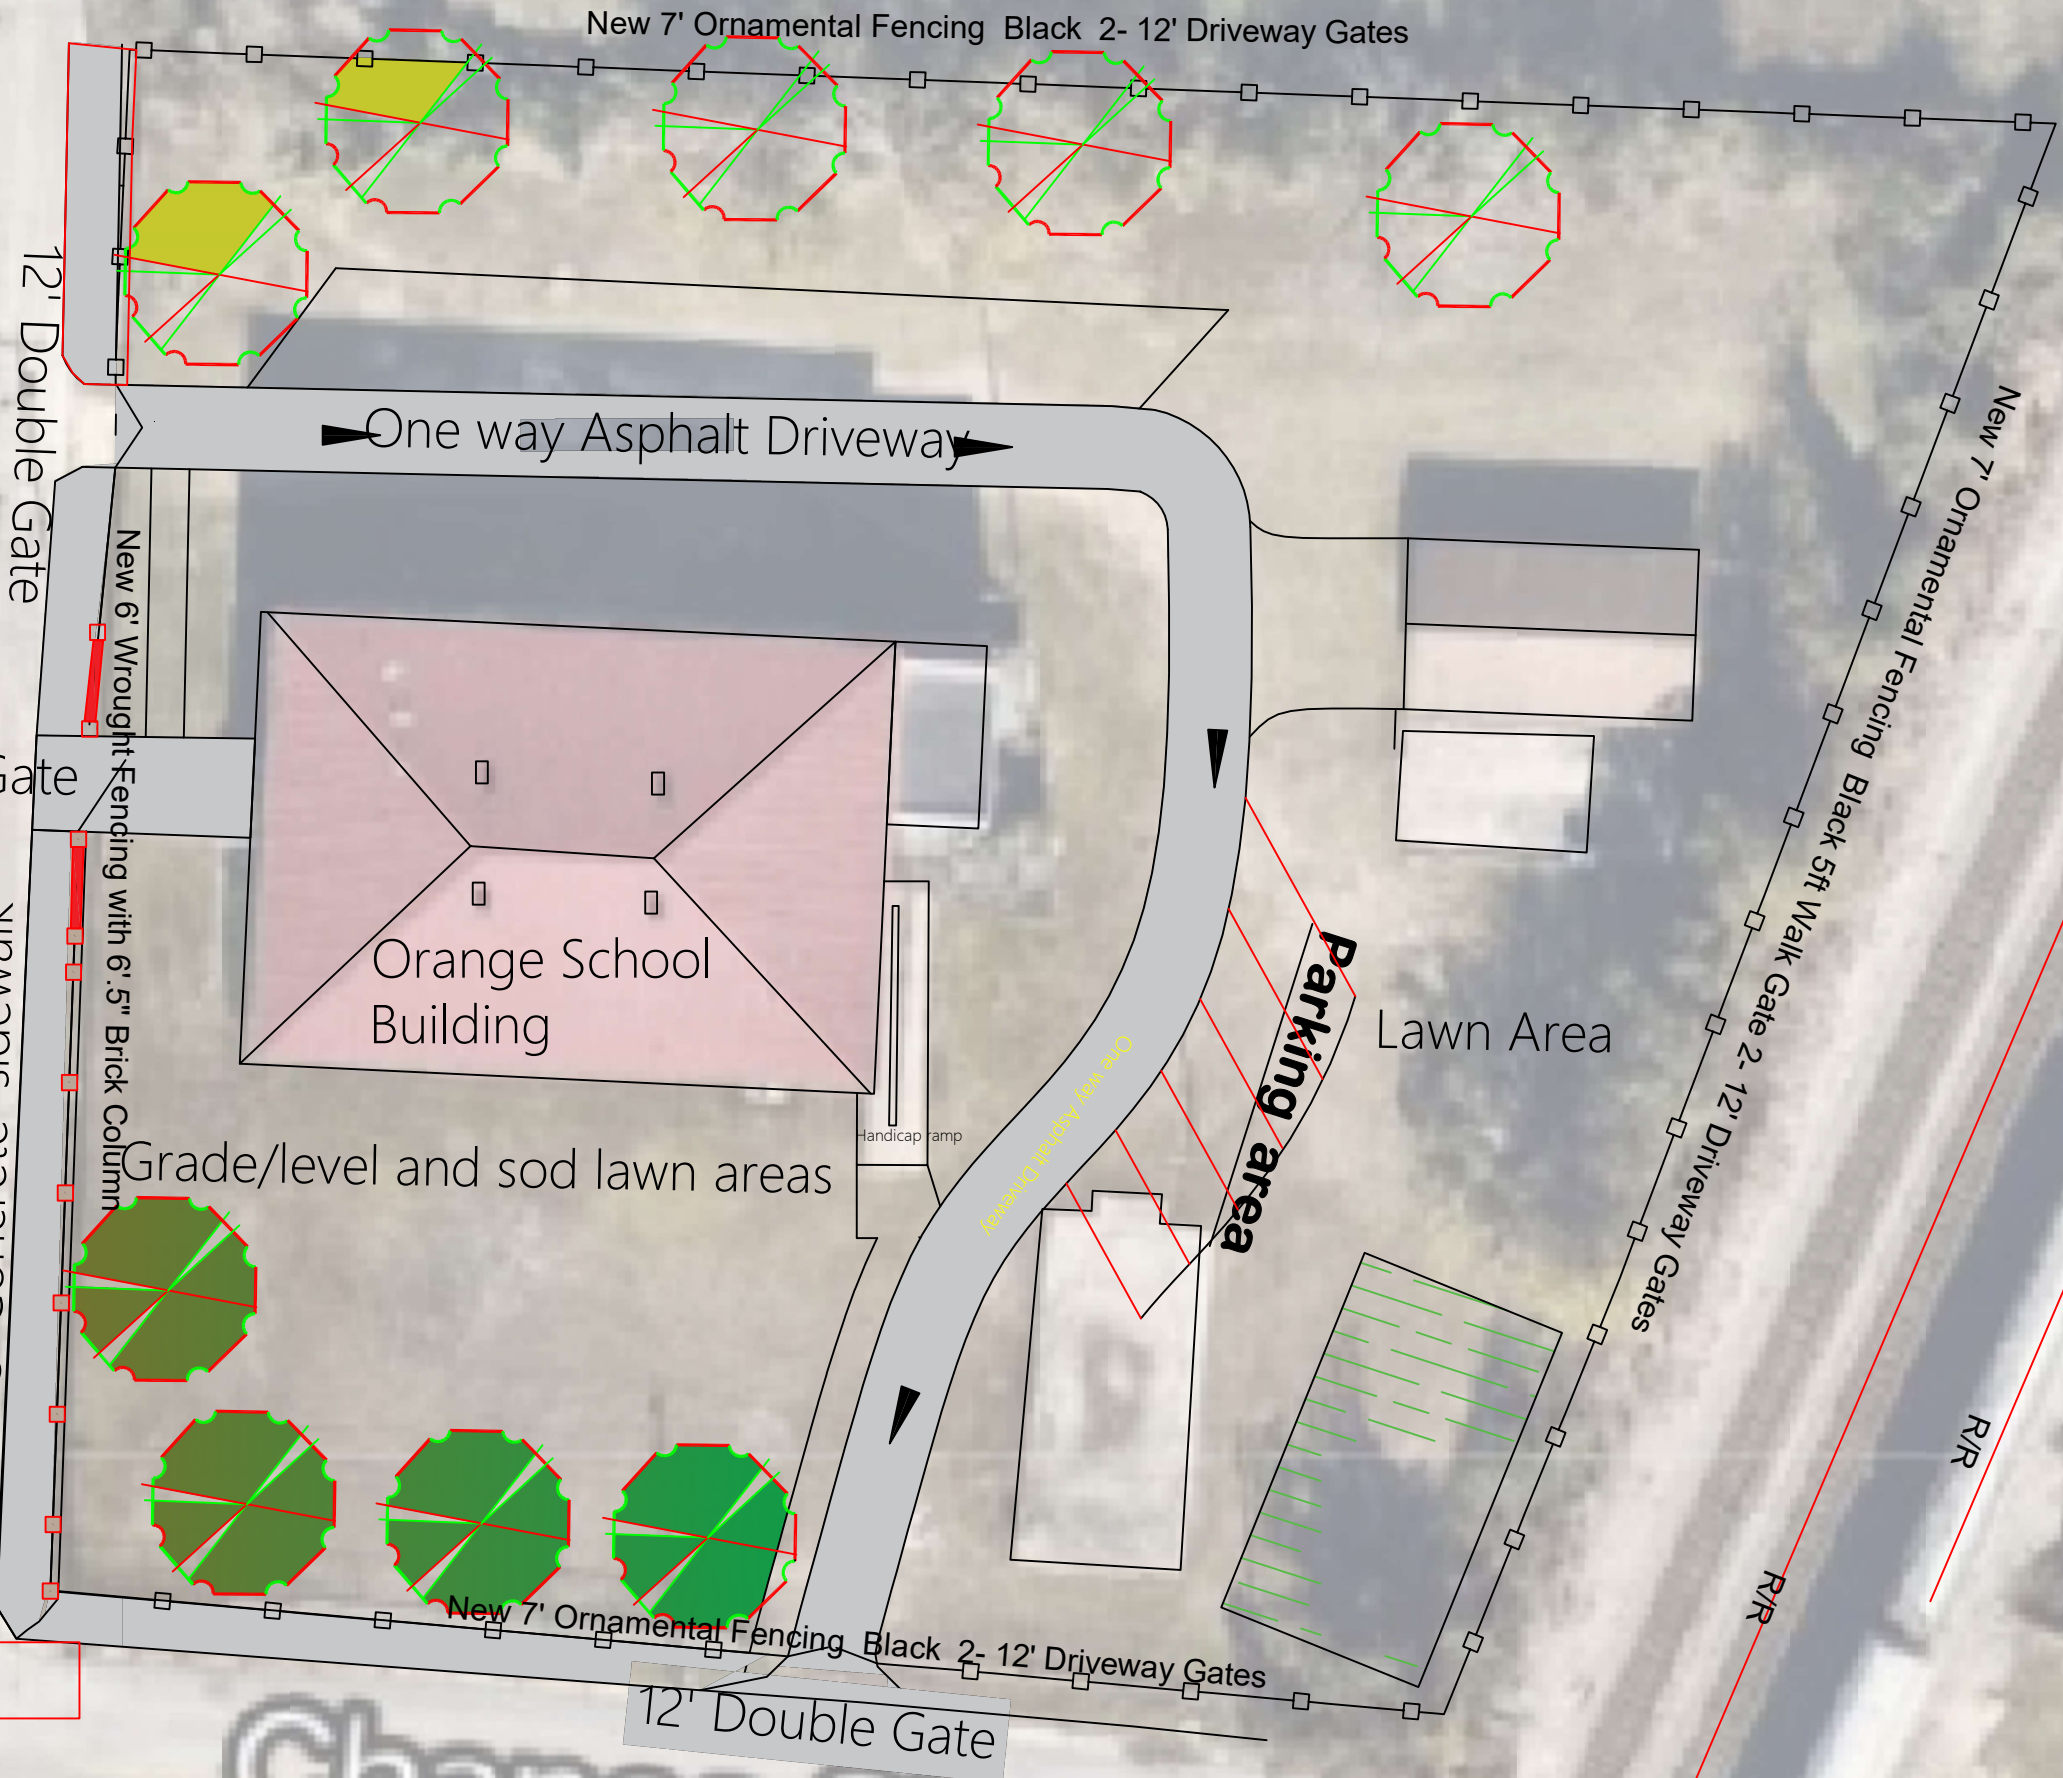 New 7' Ornamental Fencing  Black  2- 12' Driveway Gates
12' Double Gate
One way Asphalt Driveway
New 6' Wrought Fencing with 6'.5" Brick Column
New 7' Ornamental Fencing  Black 5ft Walk Gate 2- 12' Driveway Gates
Gate
Orange School
Building
Parking area
Lawn Area
One way Asphalt Driveway
Handicap ramp
Grade/level and sod lawn areas
R/R
R/R
New 7' Ornamental Fencing  Black  2- 12' Driveway Gates
12' Double Gate